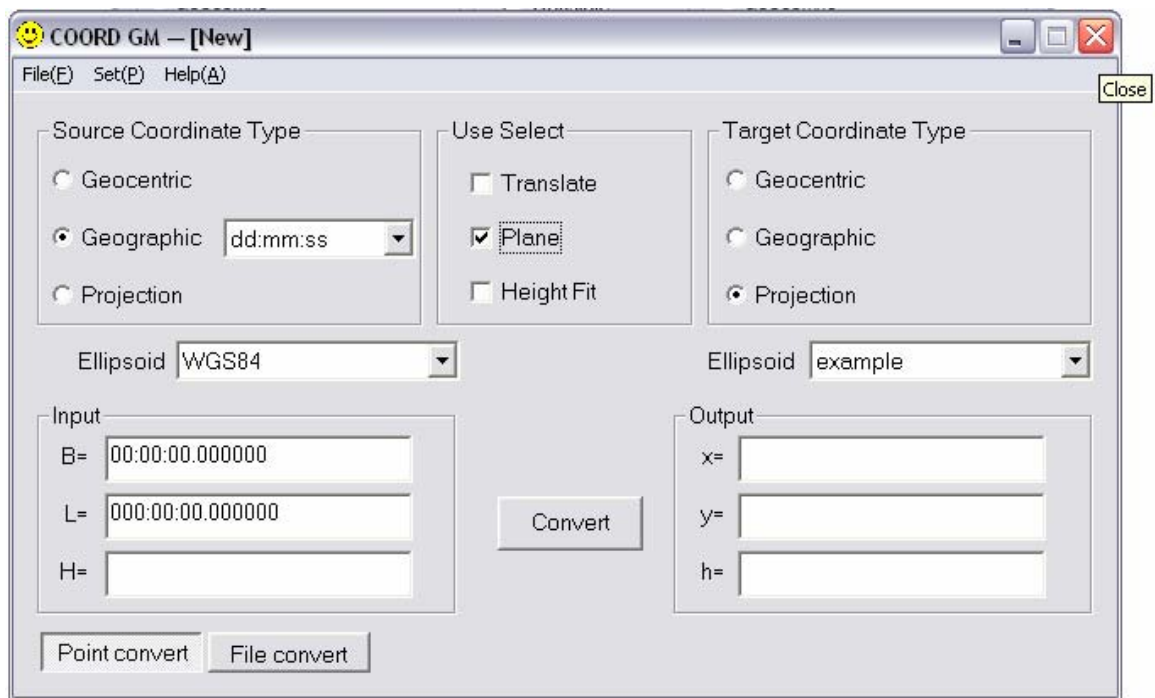 COORD GM – [New]
File(F) Set(P) Help(A)
Close
Source Coordinate Type
Geocentric
Geographic dd:mm:ss
Projection
Use Select
Translate
Plane
Height Fit
Target Coordinate Type
Geocentric
Geographic
Projection
Ellipsoid WGS84
Ellipsoid example
Input
B= 00:00:00.000000
L= 000:00:00.000000
H=
Convert
Output
x=
y=
h=
Point convert File convert